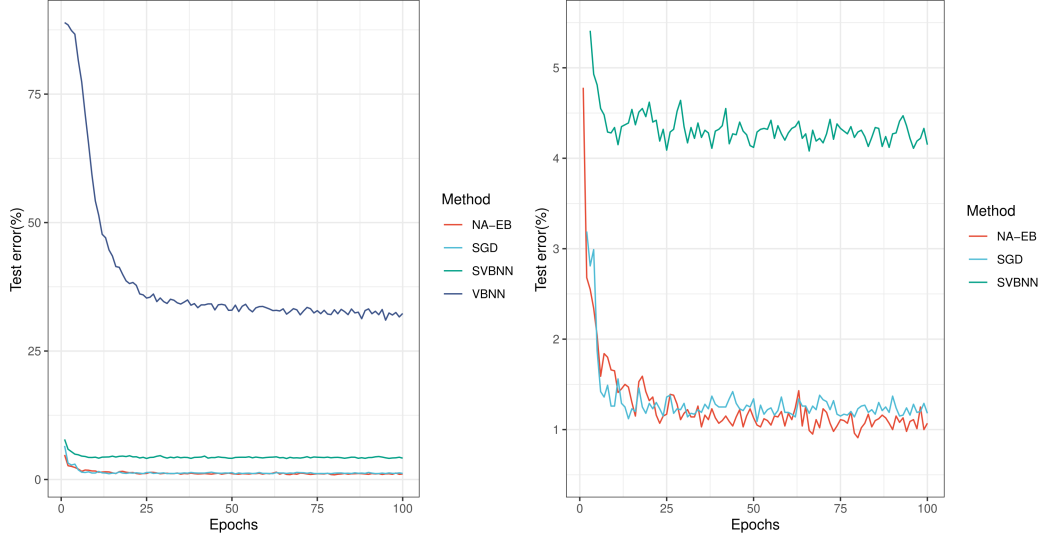 Test error(%)
75
50
25
0
0
25
50
75
100
Epochs
Method
NA−EB
SGD
SVBNN
VBNN
Test error(%)
5
4
3
2
1
0
25
50
75
100
Epochs
Method
NA−EB
SGD
SVBNN